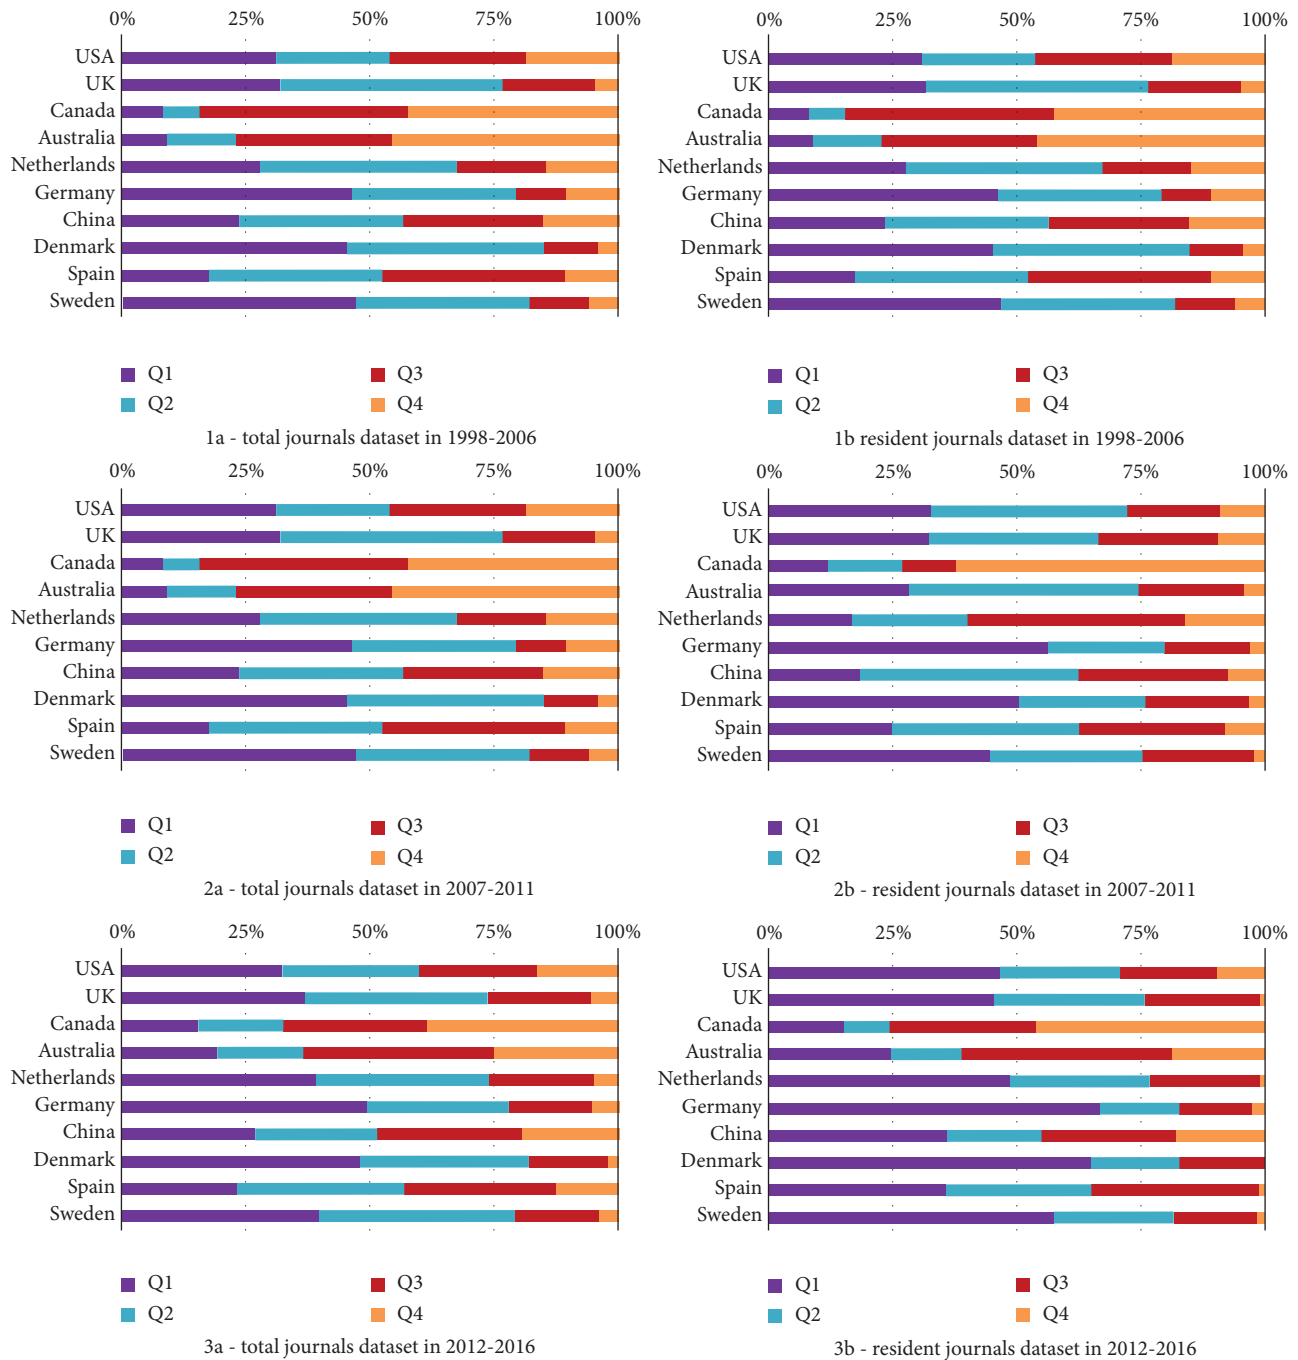 0% 25% 50% 75% 100%
USA
UK
Canada
Australia
Netherlands
Germany
China
Denmark
Spain
Sweden
Q1 Q3
Q2 Q4
1a - total journals dataset in 1998-2006
0% 25% 50% 75% 100%
USA
UK
Canada
Australia
Netherlands
Germany
China
Denmark
Spain
Sweden
Q1 Q3
Q2 Q4
1b resident journals dataset in 1998-2006
0% 25% 50% 75% 100%
USA
UK
Canada
Australia
Netherlands
Germany
China
Denmark
Spain
Sweden
Q1 Q3
Q2 Q4
2a - total journals dataset in 2007-2011
0% 25% 50% 75% 100%
USA
UK
Canada
Australia
Netherlands
Germany
China
Denmark
Spain
Sweden
Q1 Q3
Q2 Q4
2b - resident journals dataset in 2007-2011
0% 25% 50% 75% 100%
USA
UK
Canada
Australia
Netherlands
Germany
China
Denmark
Spain
Sweden
Q1 Q3
Q2 Q4
3a - total journals dataset in 2012-2016
0% 25% 50% 75% 100%
USA
UK
Canada
Australia
Netherlands
Germany
China
Denmark
Spain
Sweden
Q1 Q3
Q2 Q4
3b - resident journals dataset in 2012-2016